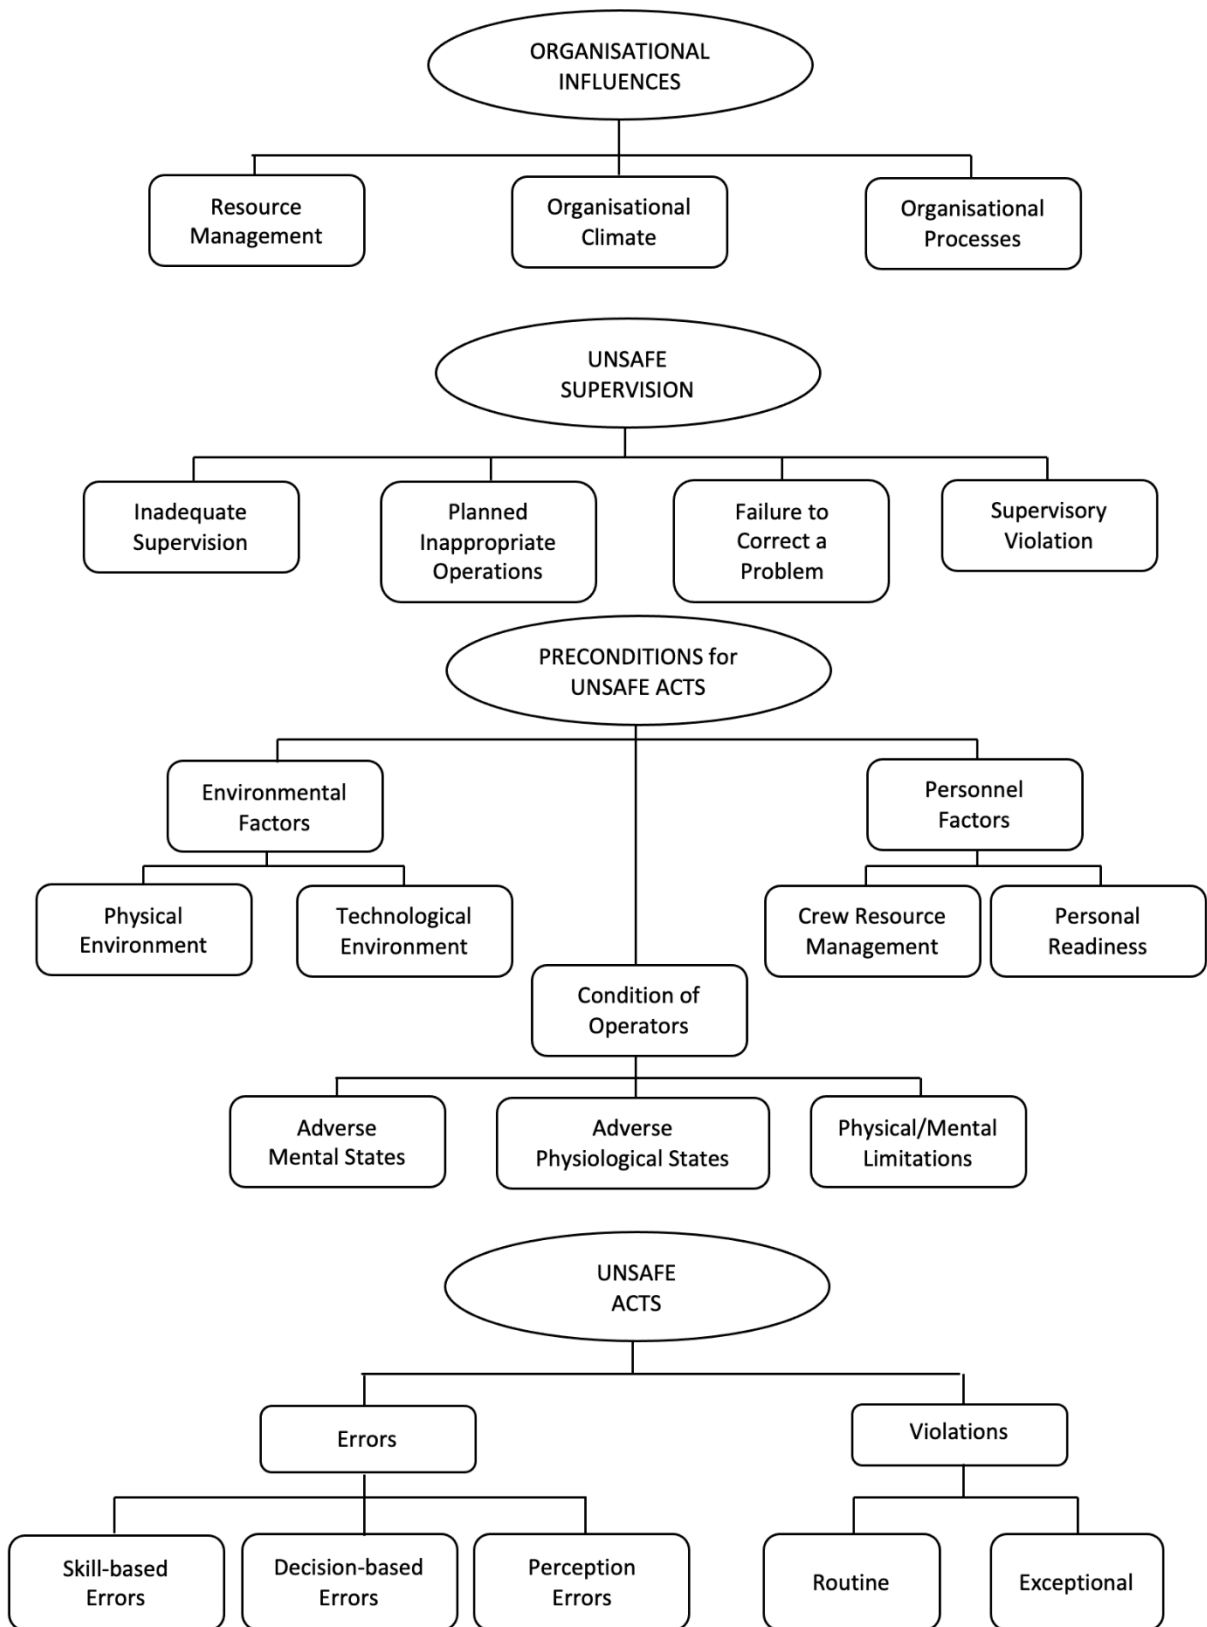 ORGANISATIONAL
INFLUENCES
Resource
Management
Organisational
Climate
Organisational
Processes
UNSAFE
SUPERVISION
Inadequate
Supervision
Planned
Inappropriate
Operations
Failure to
Correct a
Problem
Supervisory
Violation
PRECONDITIONS for
UNSAFE ACTS
Environmental
Factors
Personnel
Factors
Physical
Environment
Technological
Environment
Crew Resource
Management
Personal
Readiness
Condition of
Operators
Adverse
Mental States
Adverse
Physiological States
Physical/Mental
Limitations
UNSAFE
ACTS
Errors
Violations
Skill-based
Errors
Decision-based
Errors
Perception
Errors
Routine
Exceptional